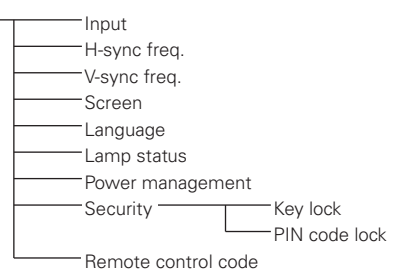 Input
H-sync freq.
V-sync freq.
Screen
Language
Lamp status
Power management
Security Key lock
PIN code lock
Remote control code